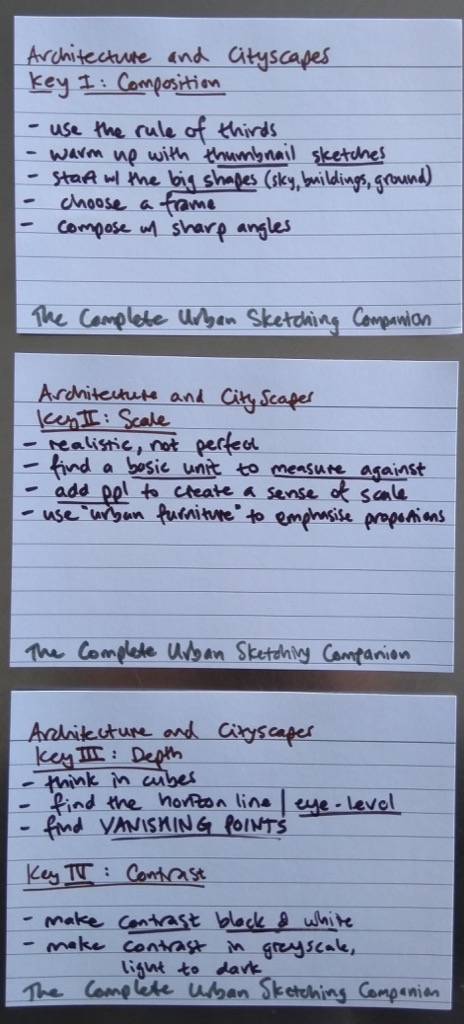 Architecture and Cityscapes
Key I: Composition
- use the rule of thirds
- warm up with thumbnail sketches
- start w/ the big shapes (sky, buildings, ground)
- choose a frame
- compose w/ sharp angles
The Complete Urban Sketching Companion
Architecture and CityScapes
Key II: Scale
- realistic, not perfect
- find a basic unit to measure against
- add ppl to create a sense of scale
- use "urban furniture" to emphasise proportions
The Complete Urban Sketching Companion
Architecture and Cityscapes
Key III: Depth
- think in cubes
- find the horizon line / eye-level
- find VANISHING POINTS
Key IV: Contrast
- make contrast black & white
- make contrast in greyscale,
light to dark
The Complete Urban Sketching Companion